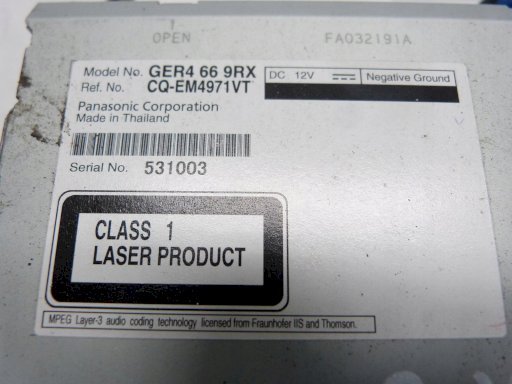 OPEN FA032191A
Model No. GER4 66 9RX DC 12V Negative Ground
Ref. No. CQ-EM4971VT
Panasonic Corporation
Made in Thailand
Serial No. 531003
CLASS 1
LASER PRODUCT
MPEG Layer-3 audio coding technology licensed from Fraunhofer IIS and Thomson.